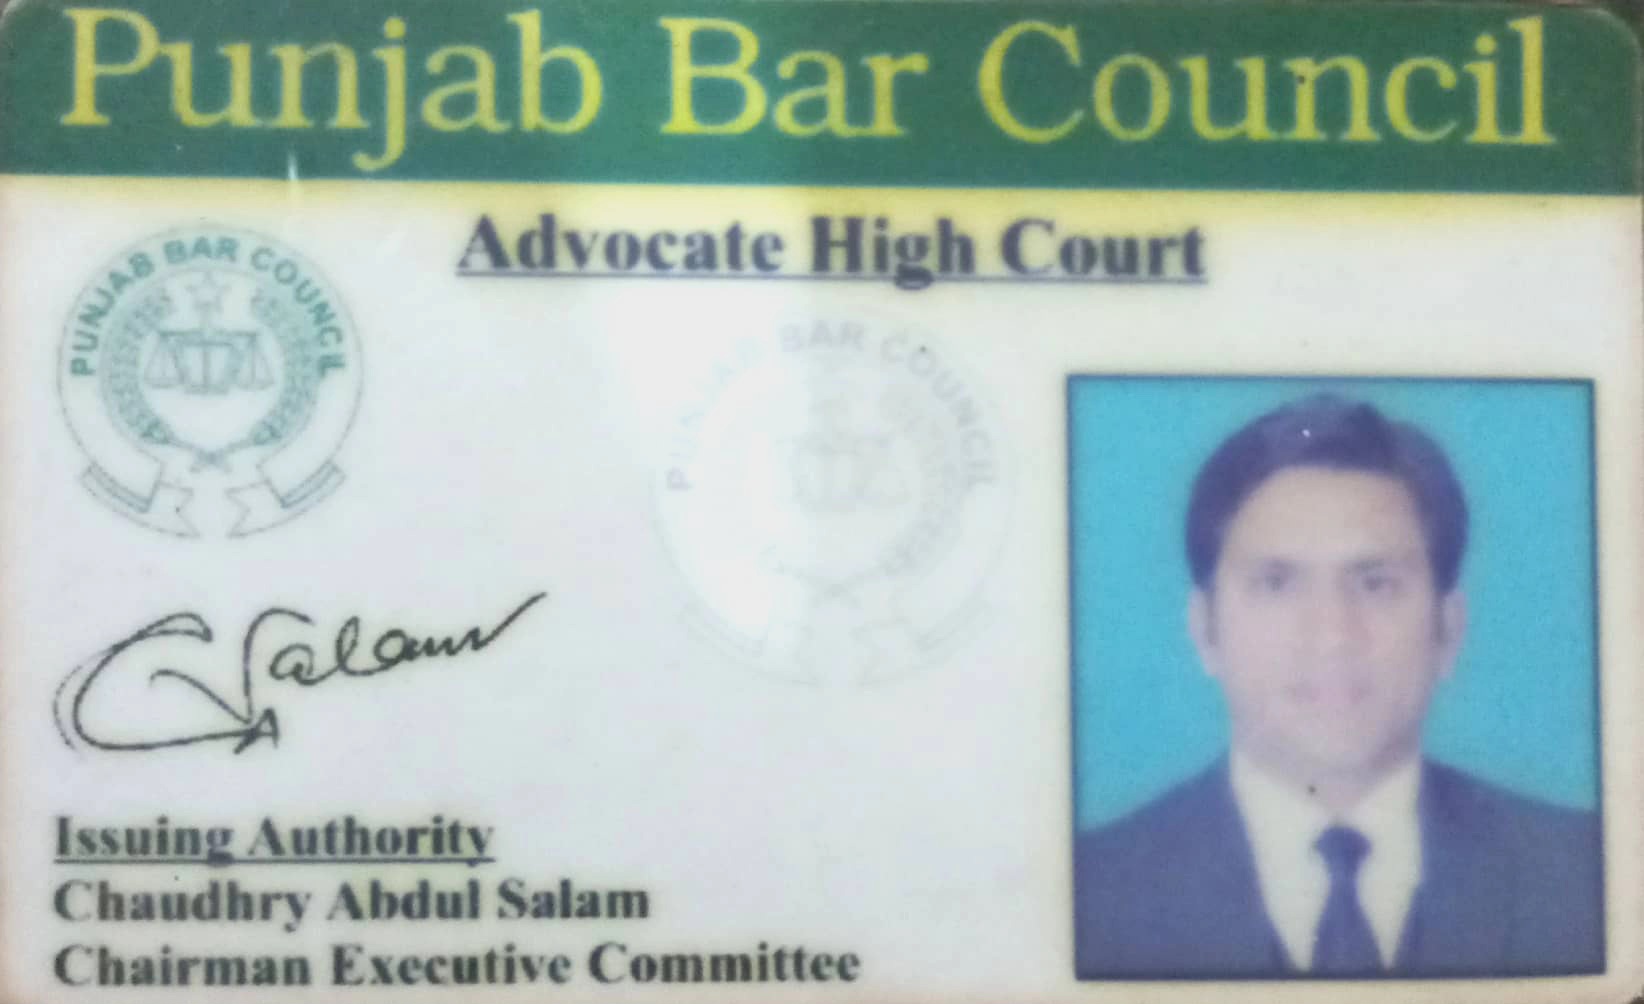 Punjab Bar Council
Advocate High Court
PUNJAB BAR COUNCIL
PUNJAB BAR COUNCIL
Salam
Issuing Authority
Chaudhry Abdul Salam
Chairman Executive Committee